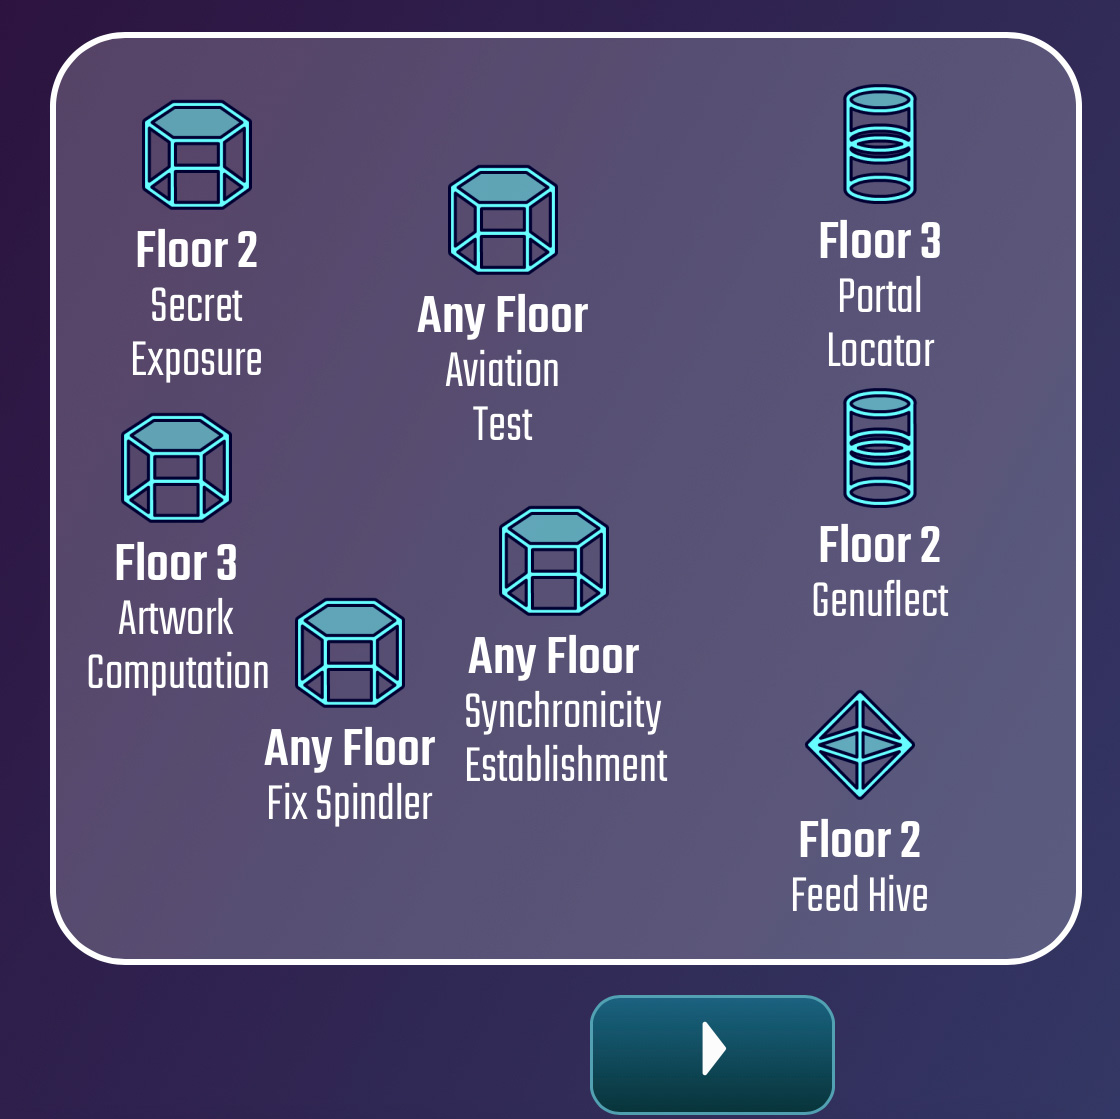 Floor 2
Secret
Exposure
Any Floor
Aviation
Test
Floor 3
Portal
Locator
Floor 3
Artwork
Computation
Any Floor
Fix Spindler
Any Floor
Synchronicity
Establishment
Floor 2
Genuflect
Floor 2
Feed Hive